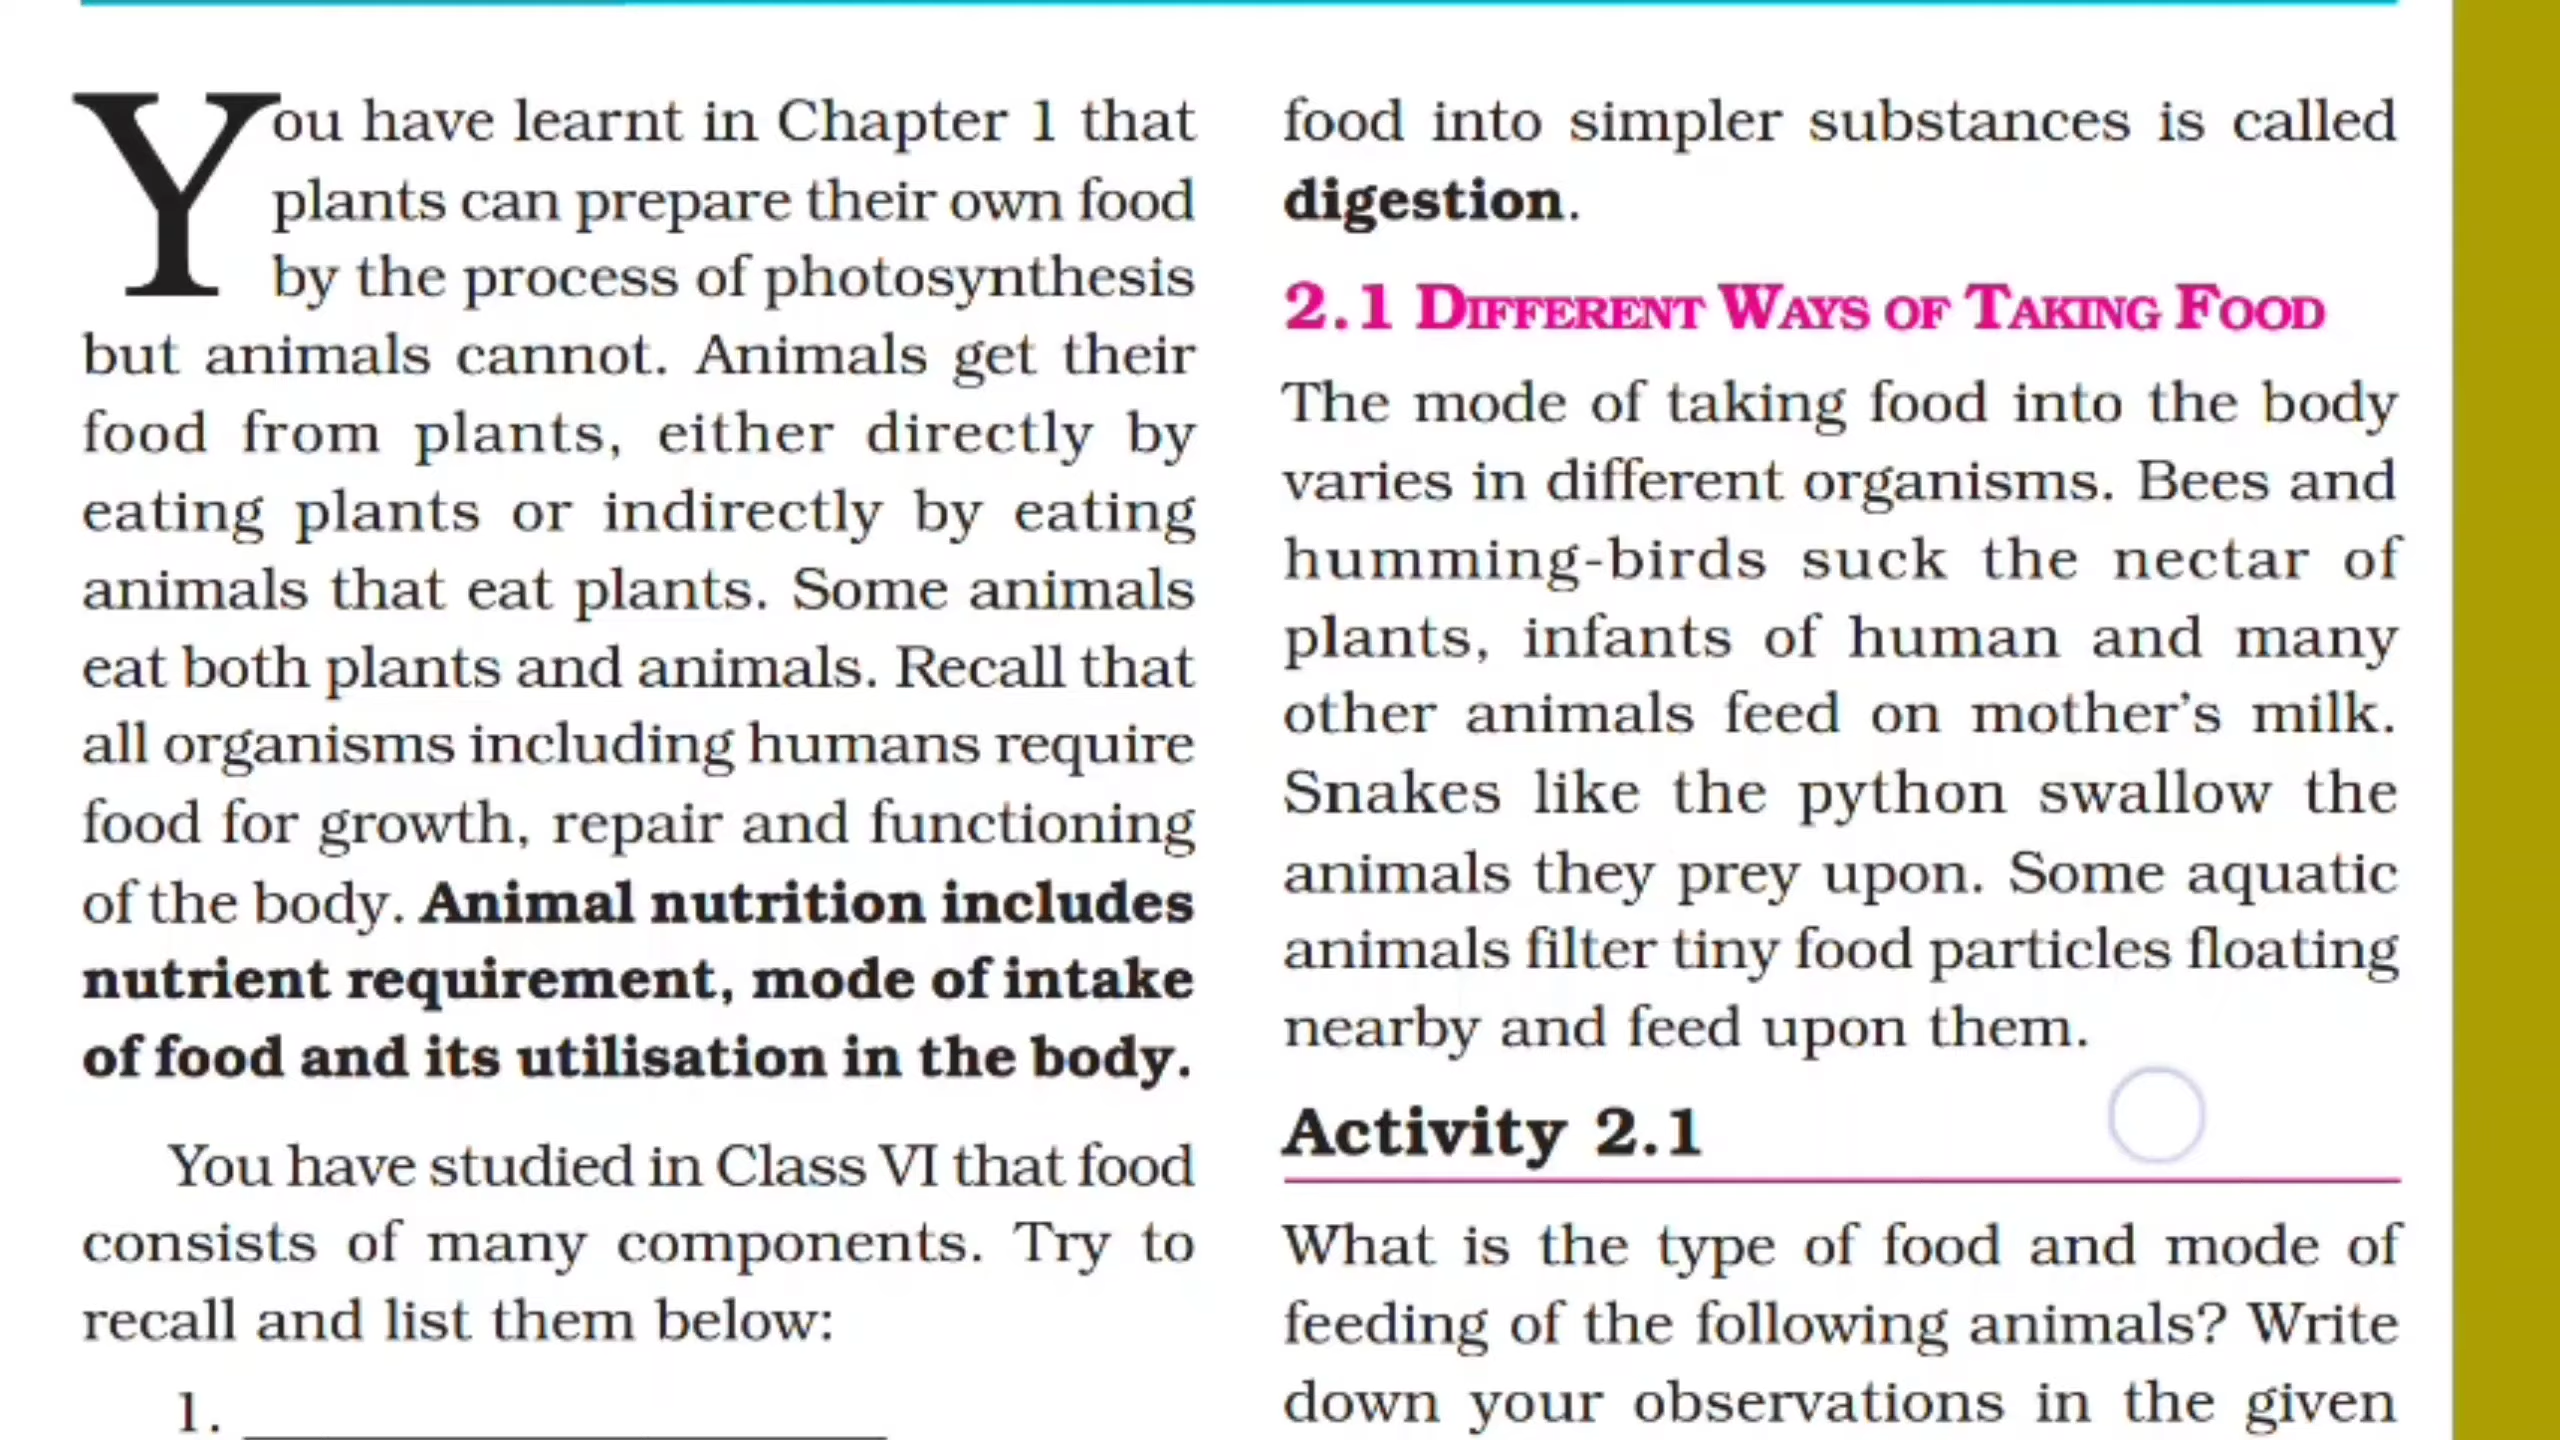 You have learnt in Chapter 1 that
plants can prepare their own food
by the process of photosynthesis
but animals cannot. Animals get their
food from plants, either directly by
eating plants or indirectly by eating
animals that eat plants. Some animals
eat both plants and animals. Recall that
all organisms including humans require
food for growth, repair and functioning
of the body. Animal nutrition includes
nutrient requirement, mode of intake
of food and its utilisation in the body.
You have studied in Class VI that food
consists of many components. Try to
recall and list them below:
1.
food into simpler substances is called
digestion.
2.1 DIFFERENT WAYS OF TAKING FOOD
The mode of taking food into the body
varies in different organisms. Bees and
humming-birds suck the nectar of
plants, infants of human and many
other animals feed on mother’s milk.
Snakes like the python swallow the
animals they prey upon. Some aquatic
animals filter tiny food particles floating
nearby and feed upon them.
Activity 2.1
What is the type of food and mode of
feeding of the following animals? Write
down your observations in the given